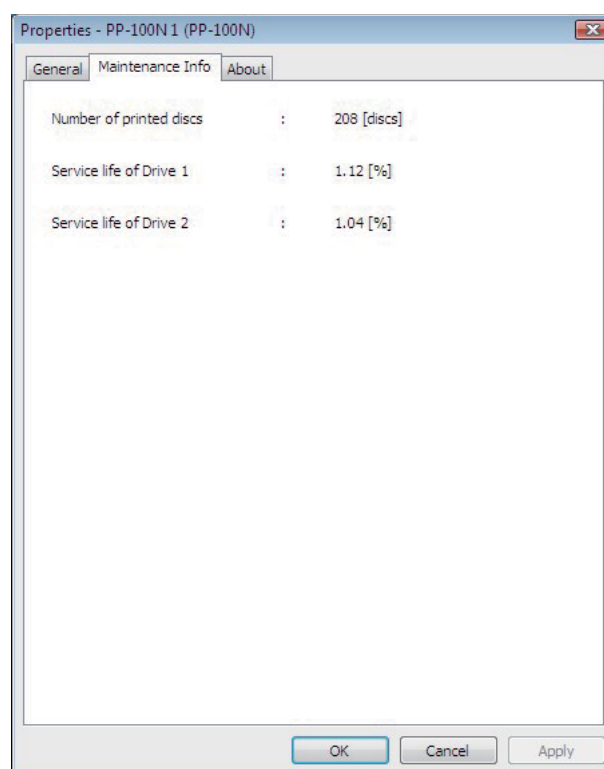 Properties - PP-100N 1 (PP-100N)
General Maintenance Info About
Number of printed discs : 208 [discs]
Service life of Drive 1 : 1.12 [%]
Service life of Drive 2 : 1.04 [%]
OK Cancel Apply